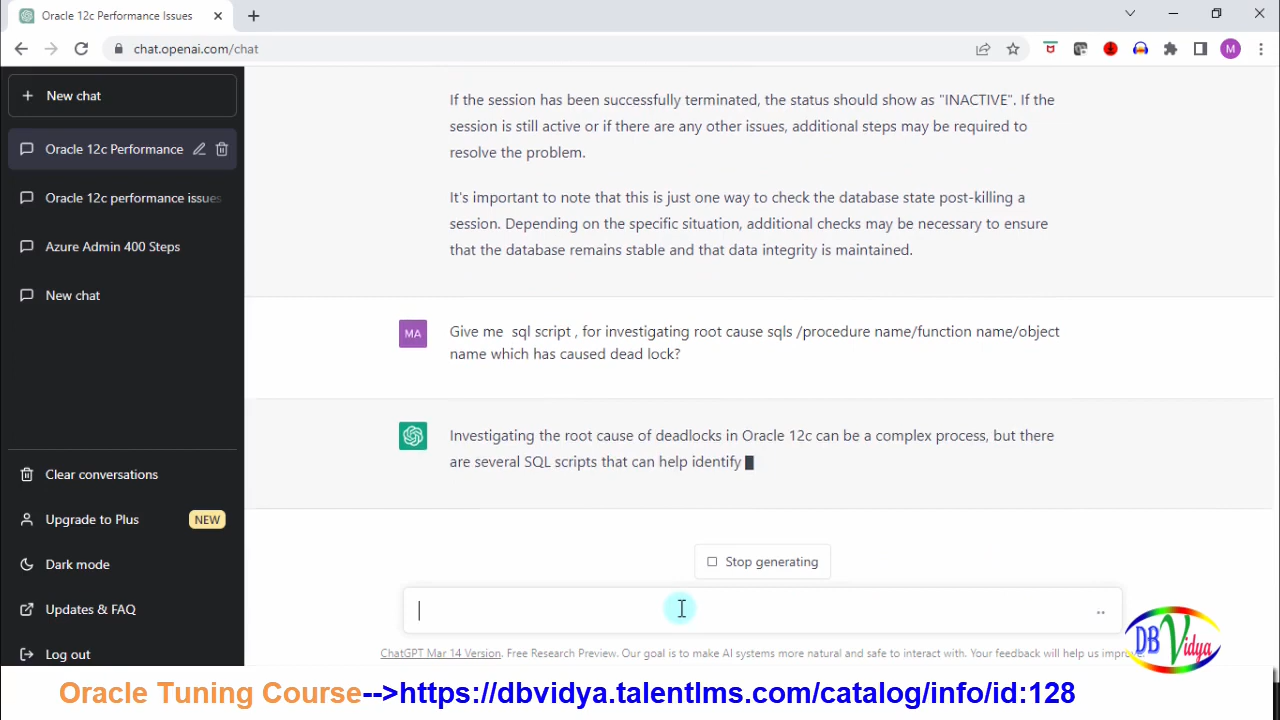 Oracle 12c Performance Issues
chat.openai.com/chat
M
New chat
Oracle 12c Performance
Oracle 12c performance issues
Azure Admin 400 Steps
New chat
Clear conversations
Upgrade to Plus NEW
Dark mode
Updates & FAQ
Log out
If the session has been successfully terminated, the status should show as "INACTIVE". If the
session is still active or if there are any other issues, additional steps may be required to
resolve the problem.
It's important to note that this is just one way to check the database state post-killing a
session. Depending on the specific situation, additional checks may be necessary to ensure
that the database remains stable and that data integrity is maintained.
MA
Give me sql script , for investigating root cause sqls /procedure name/function name/object
name which has caused dead lock?
Investigating the root cause of deadlocks in Oracle 12c can be a complex process, but there
are several SQL scripts that can help identify
Stop generating
ChatGPT Mar 14 Version. Free Research Preview. Our goal is to make AI systems more natural and safe to interact with. Your feedback will help us improve.
DB Vidya
Oracle Tuning Course-->https://dbvidya.talentlms.com/catalog/info/id:128